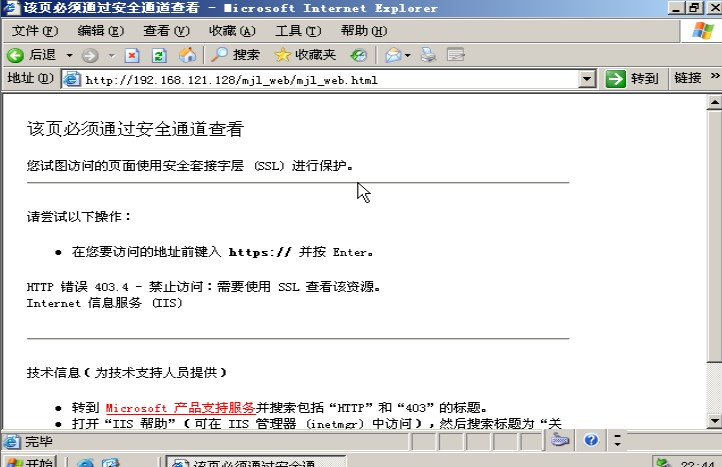 该页必须通过安全通道查看 - Microsoft Internet Explorer
文件(F) 编辑(E) 查看(V) 收藏(A) 工具(T) 帮助(H)
后退 搜索 收藏夹
地址(D) http://192.168.121.128/mjl_web/mjl_web.html 转到 链接 »
该页必须通过安全通道查看
您试图访问的页面使用安全套接字层 (SSL) 进行保护。
请尝试以下操作：
• 在您要访问的地址前键入 https:// 并按 Enter。
HTTP 错误 403.4 - 禁止访问：需要使用 SSL 查看该资源。
Internet 信息服务 (IIS)
技术信息（为技术支持人员提供）
• 转到 Microsoft 产品支持服务并搜索包括“HTTP”和“403”的标题。
• 打开“IIS 帮助”（可在 IIS 管理器 (inetmgr) 中访问），然后搜索标题为“关
完毕
开始 该页必须通过安全通 22:44